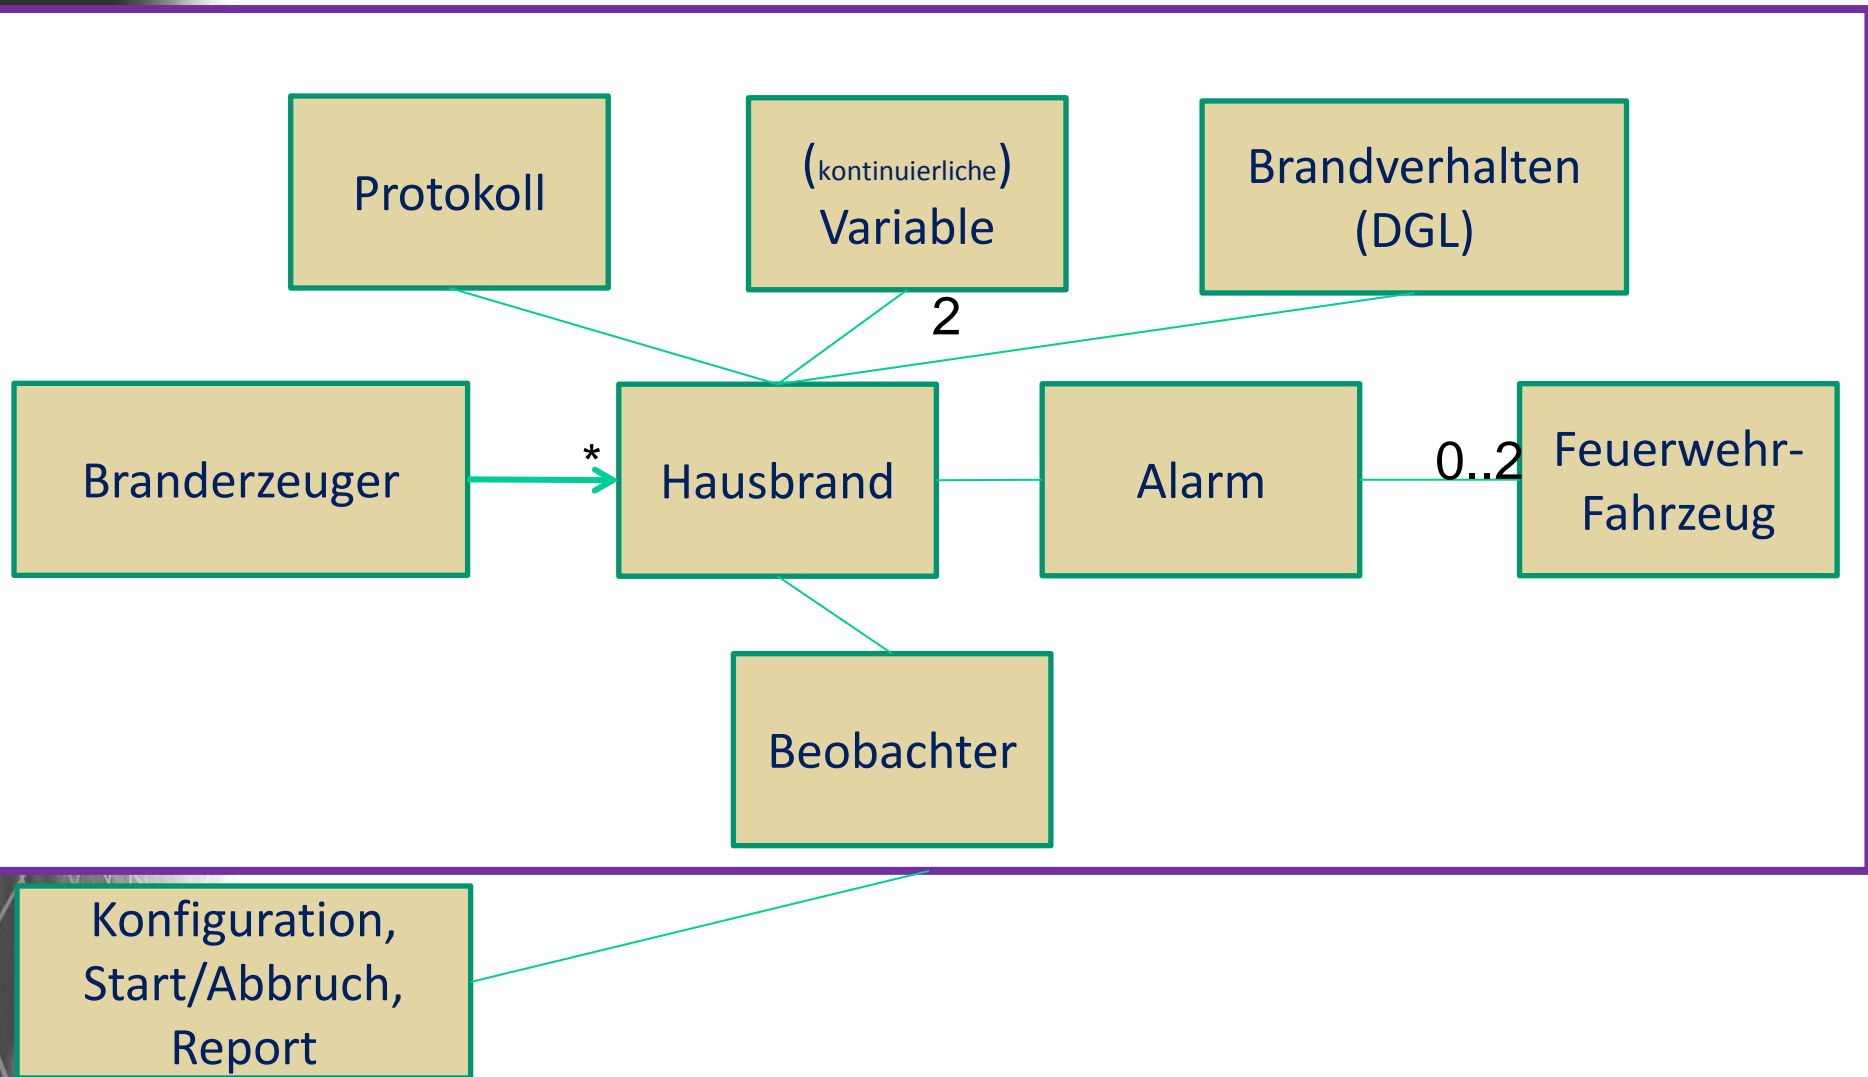 Protokoll
(kontinuierliche)
Variable
Brandverhalten
(DGL)
2
Branderzeuger
*
Hausbrand
Alarm
0..2
Feuerwehr-
Fahrzeug
Beobachter
Konfiguration,
Start/Abbruch,
Report